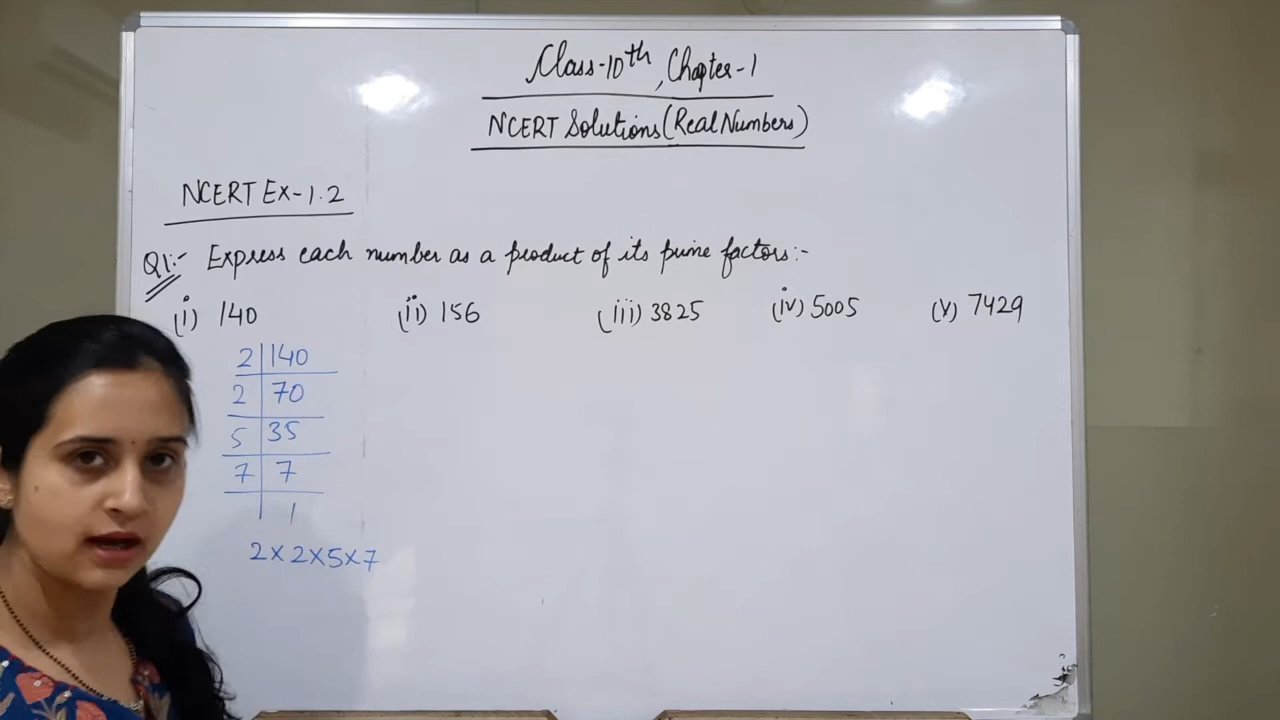 Class-10th, Chapter-1
NCERT Solutions (Real Numbers)
NCERT Ex-1.2
Q1:- Express each number as a product of its prime factors:-
(i) 140 (ii) 156 (iii) 3825 (iv) 5005 (v) 7429
2 140
2 70
5 35
7 7
1
2×2×5×7